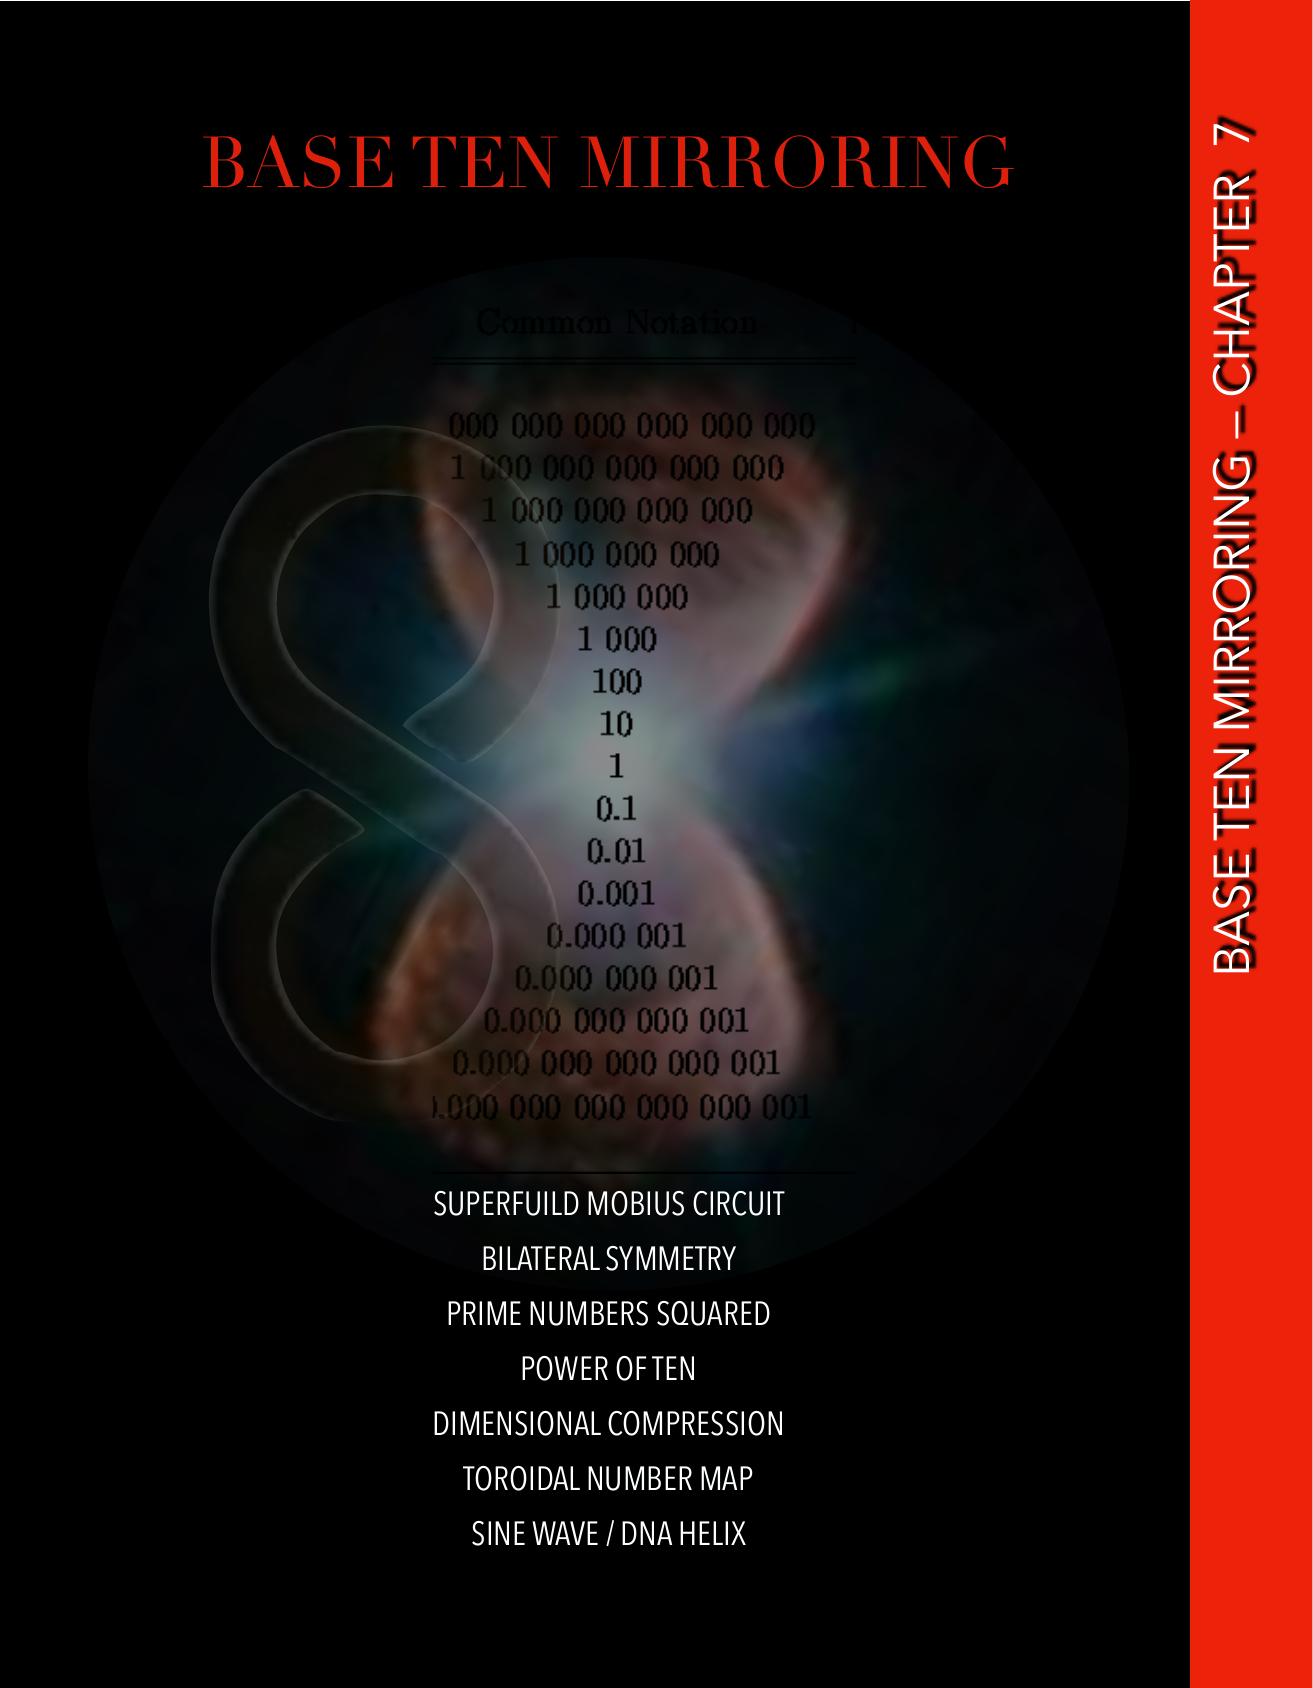 BASE TEN MIRRORING
Common Notation
000 000 000 000 000 000
1 000 000 000 000 000
1 000 000 000 000
1 000 000 000
1 000 000
1 000
100
10
1
0.1
0.01
0.001
0.000 001
0.000 000 001
0.000 000 000 001
0.000 000 000 000 001
.000 000 000 000 000 001
SUPERFUILD MOBIUS CIRCUIT
BILATERAL SYMMETRY
PRIME NUMBERS SQUARED
POWER OF TEN
DIMENSIONAL COMPRESSION
TOROIDAL NUMBER MAP
SINE WAVE / DNA HELIX
BASE TEN MIRRORING – CHAPTER 7